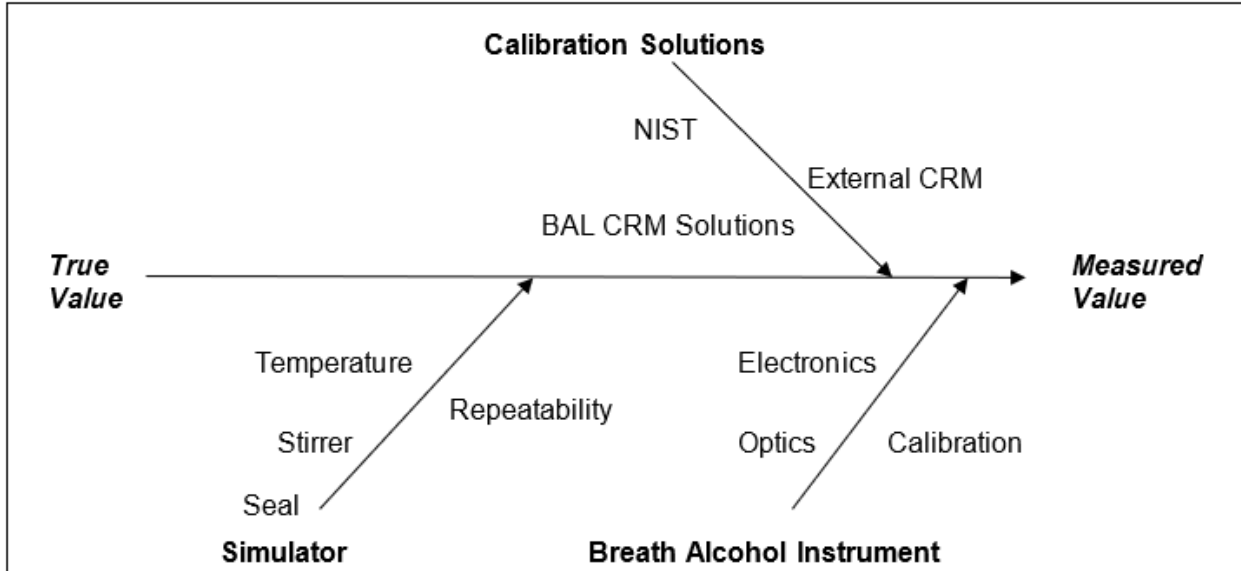 Calibration Solutions
NIST
External CRM
BAL CRM Solutions
True
Value
Measured
Value
Temperature
Electronics
Repeatability
Stirrer
Optics
Calibration
Seal
Simulator
Breath Alcohol Instrument